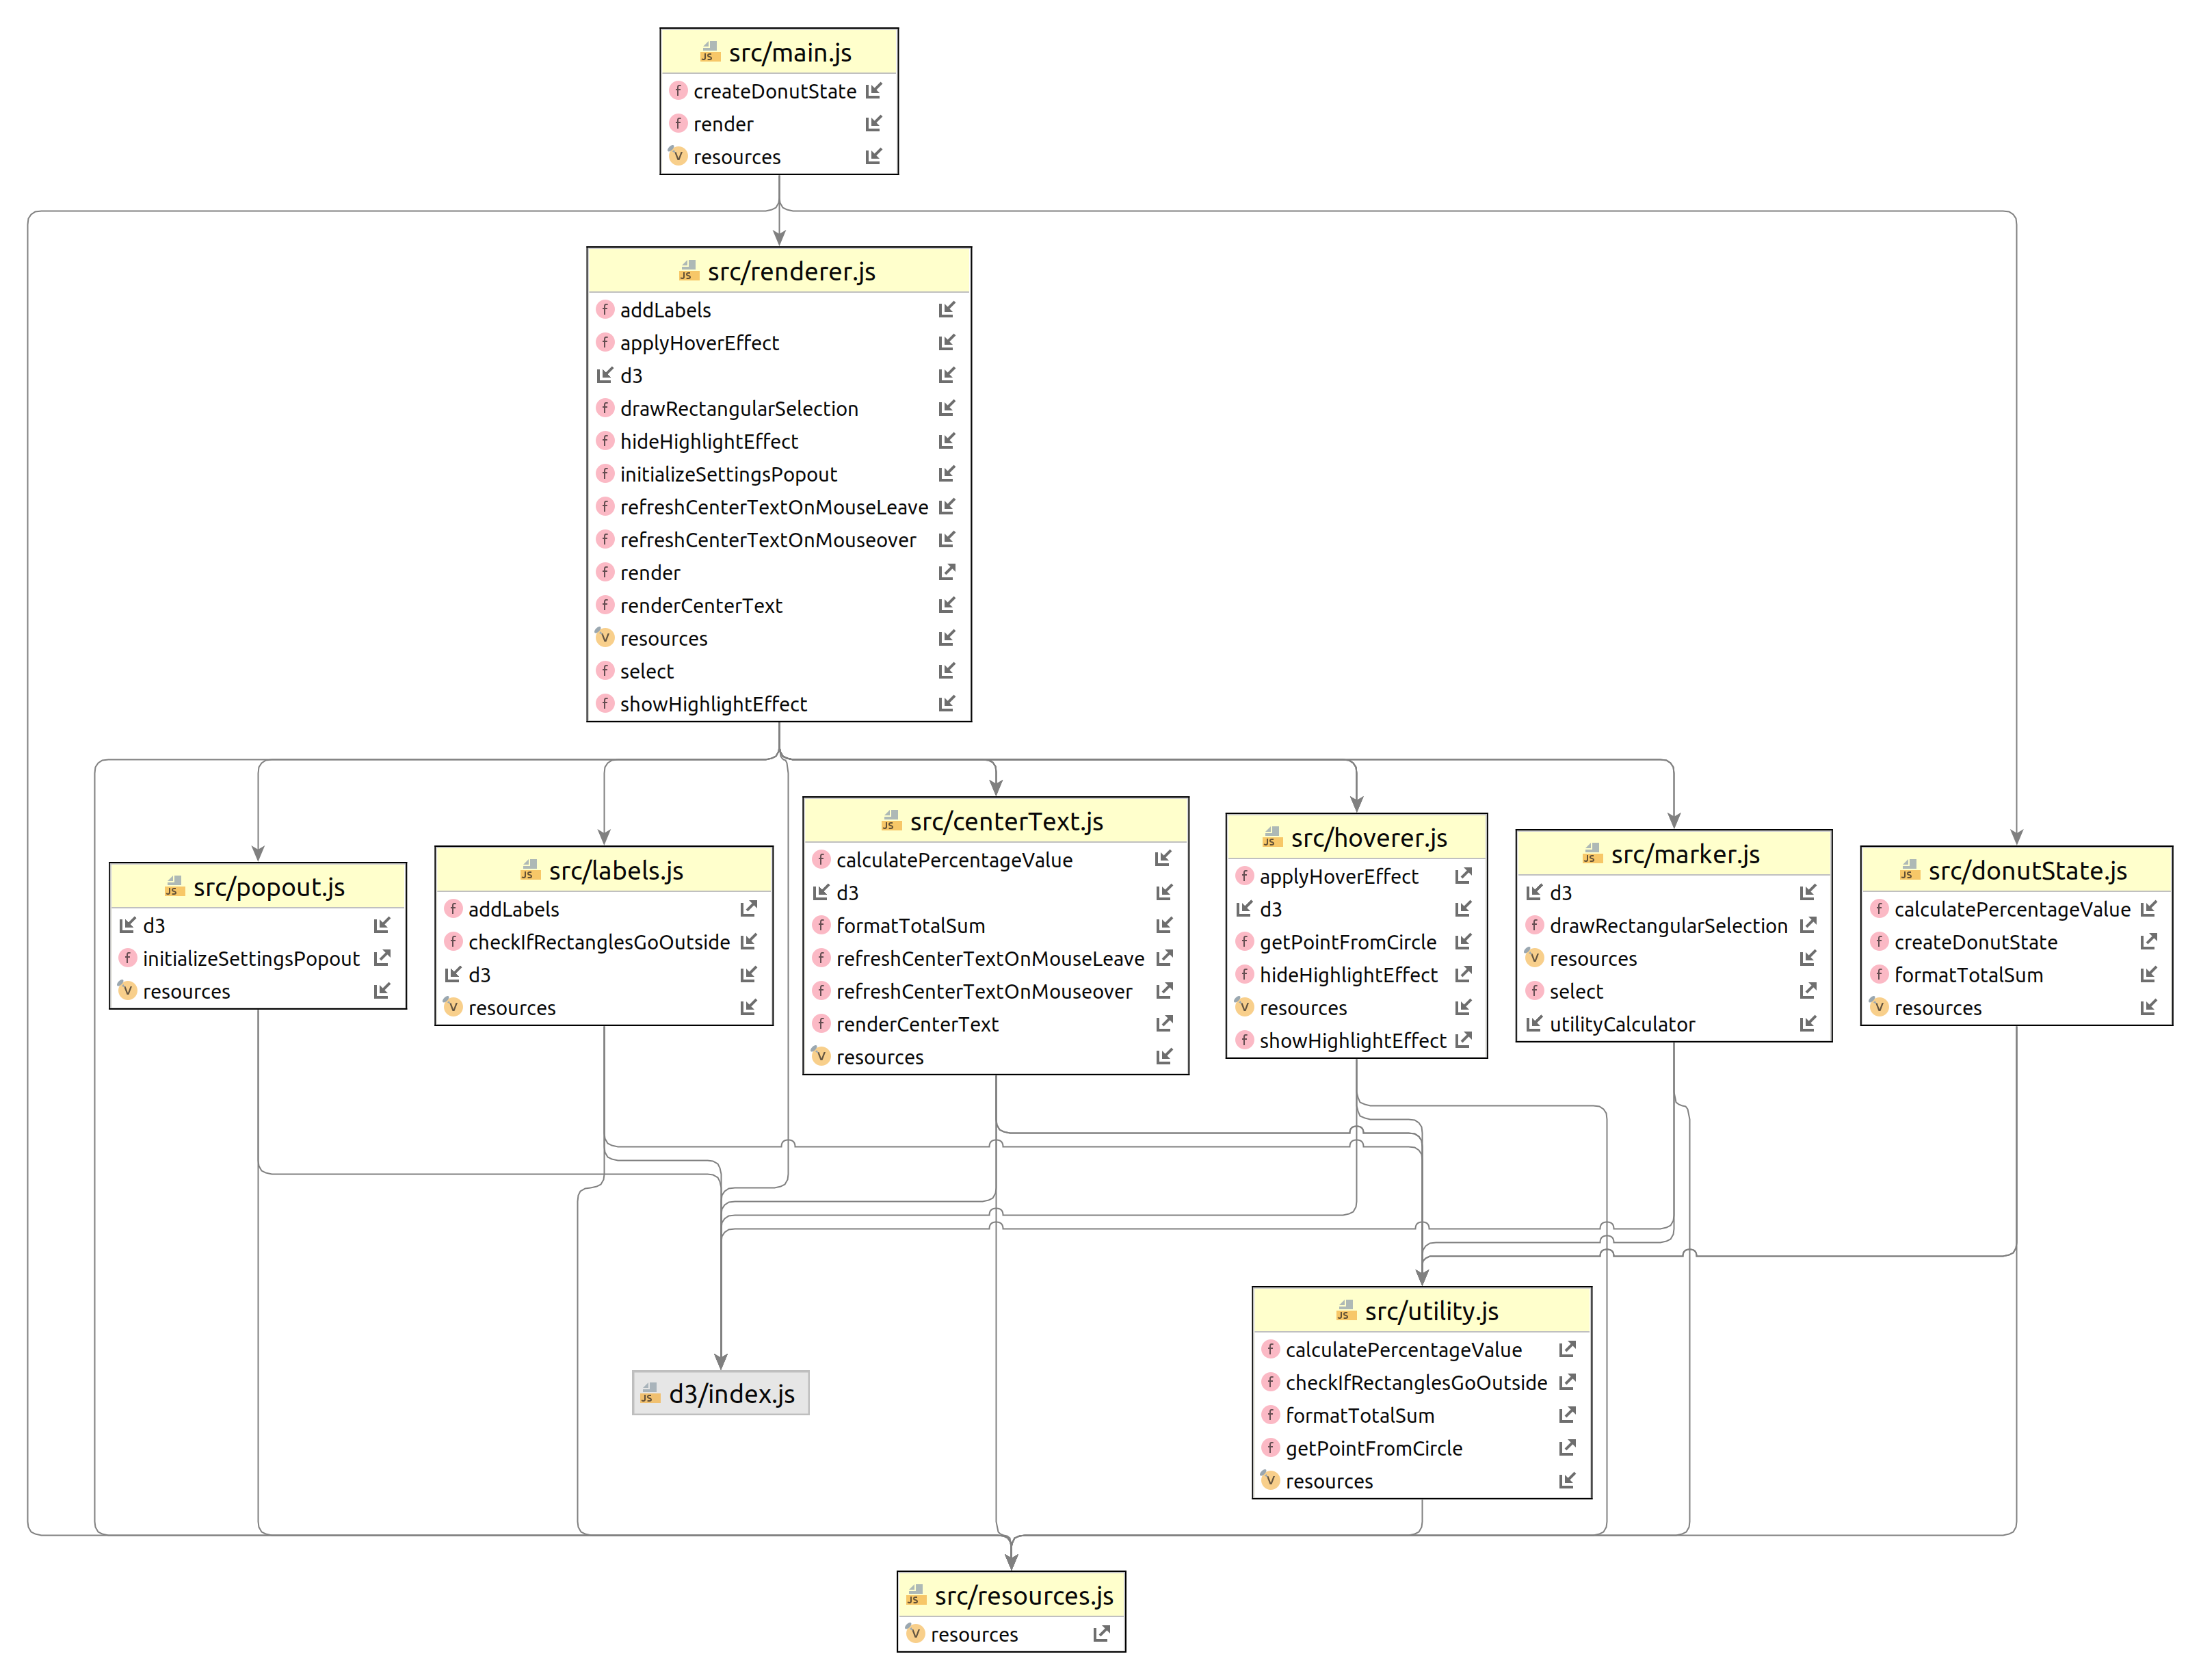 src/main.js
createDonutState
render
resources
src/renderer.js
addLabels
applyHoverEffect
d3
drawRectangularSelection
hideHighlightEffect
initializeSettingsPopout
refreshCenterTextOnMouseLeave
refreshCenterTextOnMouseover
render
renderCenterText
resources
select
showHighlightEffect
src/popout.js
d3
initializeSettingsPopout
resources
src/labels.js
addLabels
checkIfRectanglesGoOutside
d3
resources
src/centerText.js
calculatePercentageValue
d3
formatTotalSum
refreshCenterTextOnMouseLeave
refreshCenterTextOnMouseover
renderCenterText
resources
src/hoverer.js
applyHoverEffect
d3
getPointFromCircle
hideHighlightEffect
resources
showHighlightEffect
src/marker.js
d3
drawRectangularSelection
resources
select
utilityCalculator
src/donutState.js
calculatePercentageValue
createDonutState
formatTotalSum
resources
d3/index.js
src/utility.js
calculatePercentageValue
checkIfRectanglesGoOutside
formatTotalSum
getPointFromCircle
resources
src/resources.js
resources